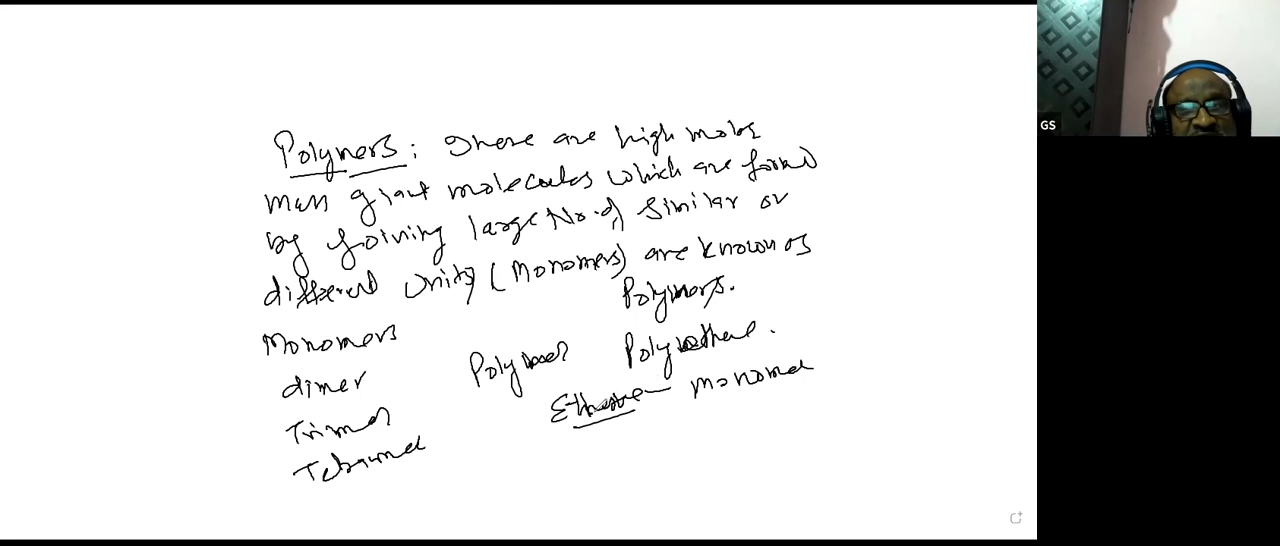 Polymers : These are high molar
mass giant molecules which are formed
by joining large No. of similar or
different units (Monomers) are known as
Polymers.
Monomers
dimer
Polymer Polyethene.
Trimer
Ethene — monomer
Tetramer
GS